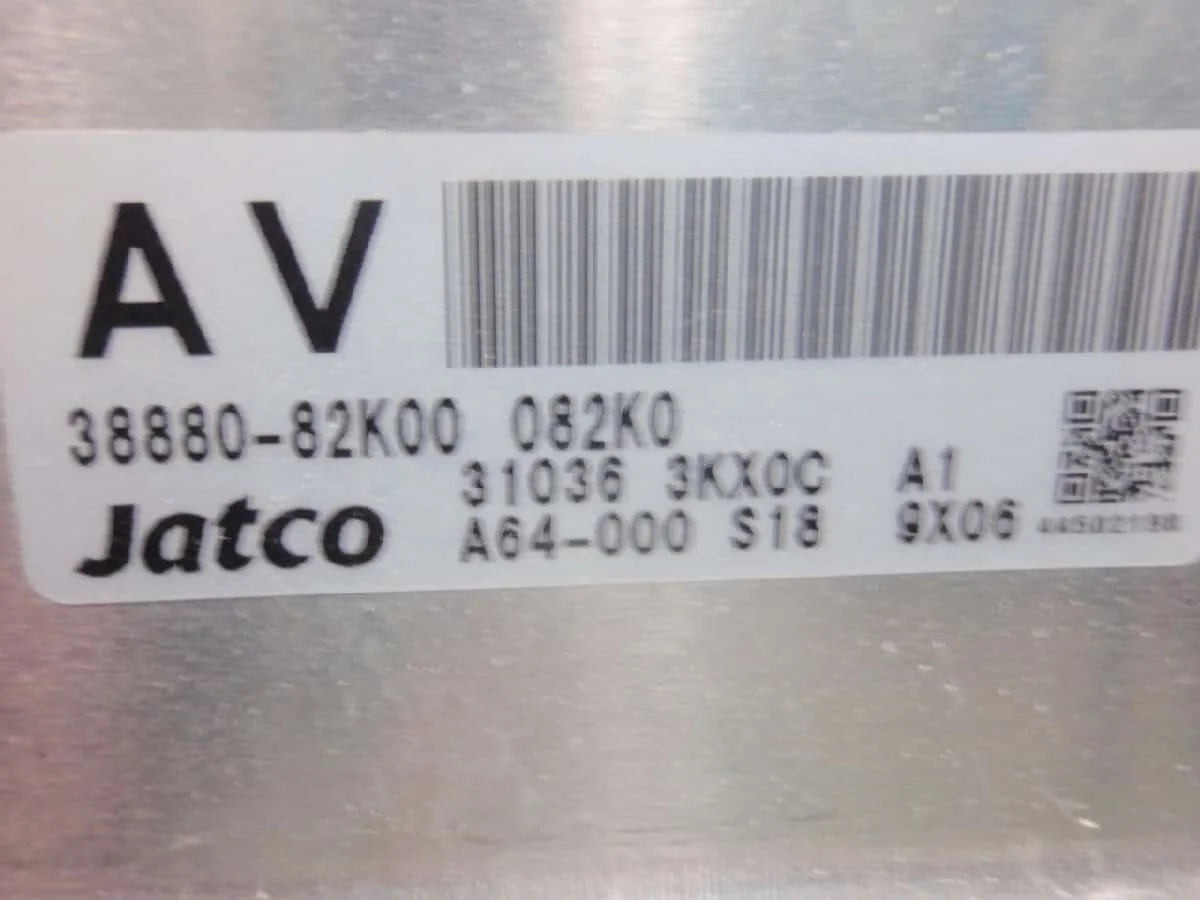 AV
38880-82K00 082K0
31036 3KX0C A1
Jatco A64-000 S18 9X06